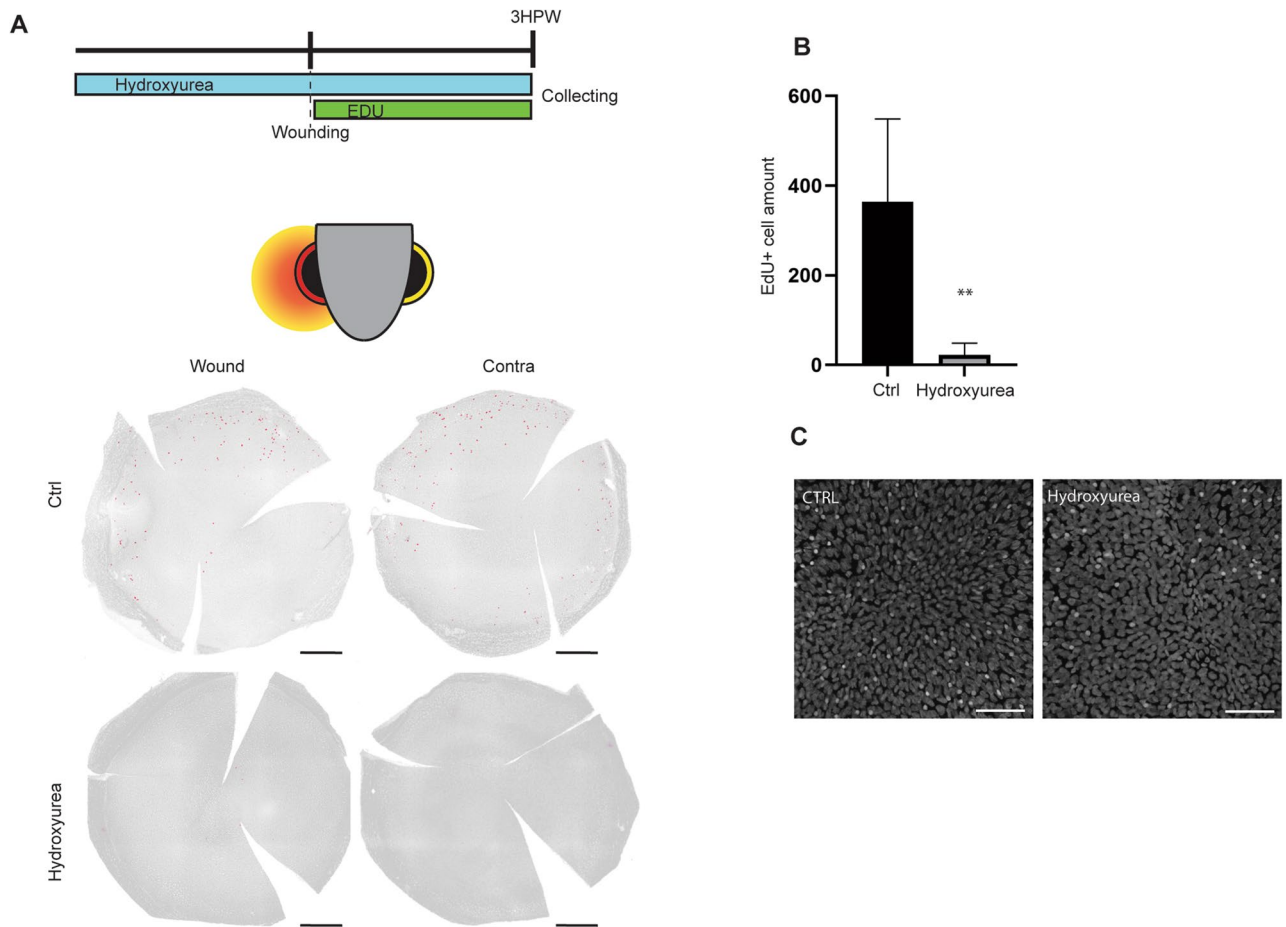 A
3HPW
Hydroxyurea
EDU
Collecting
Wounding
Wound
Contra
Ctrl
Hydroxyurea
B
600
400
200
0
EdU+ cell amount
**
Ctrl
Hydroxyurea
C
CTRL
Hydroxyurea